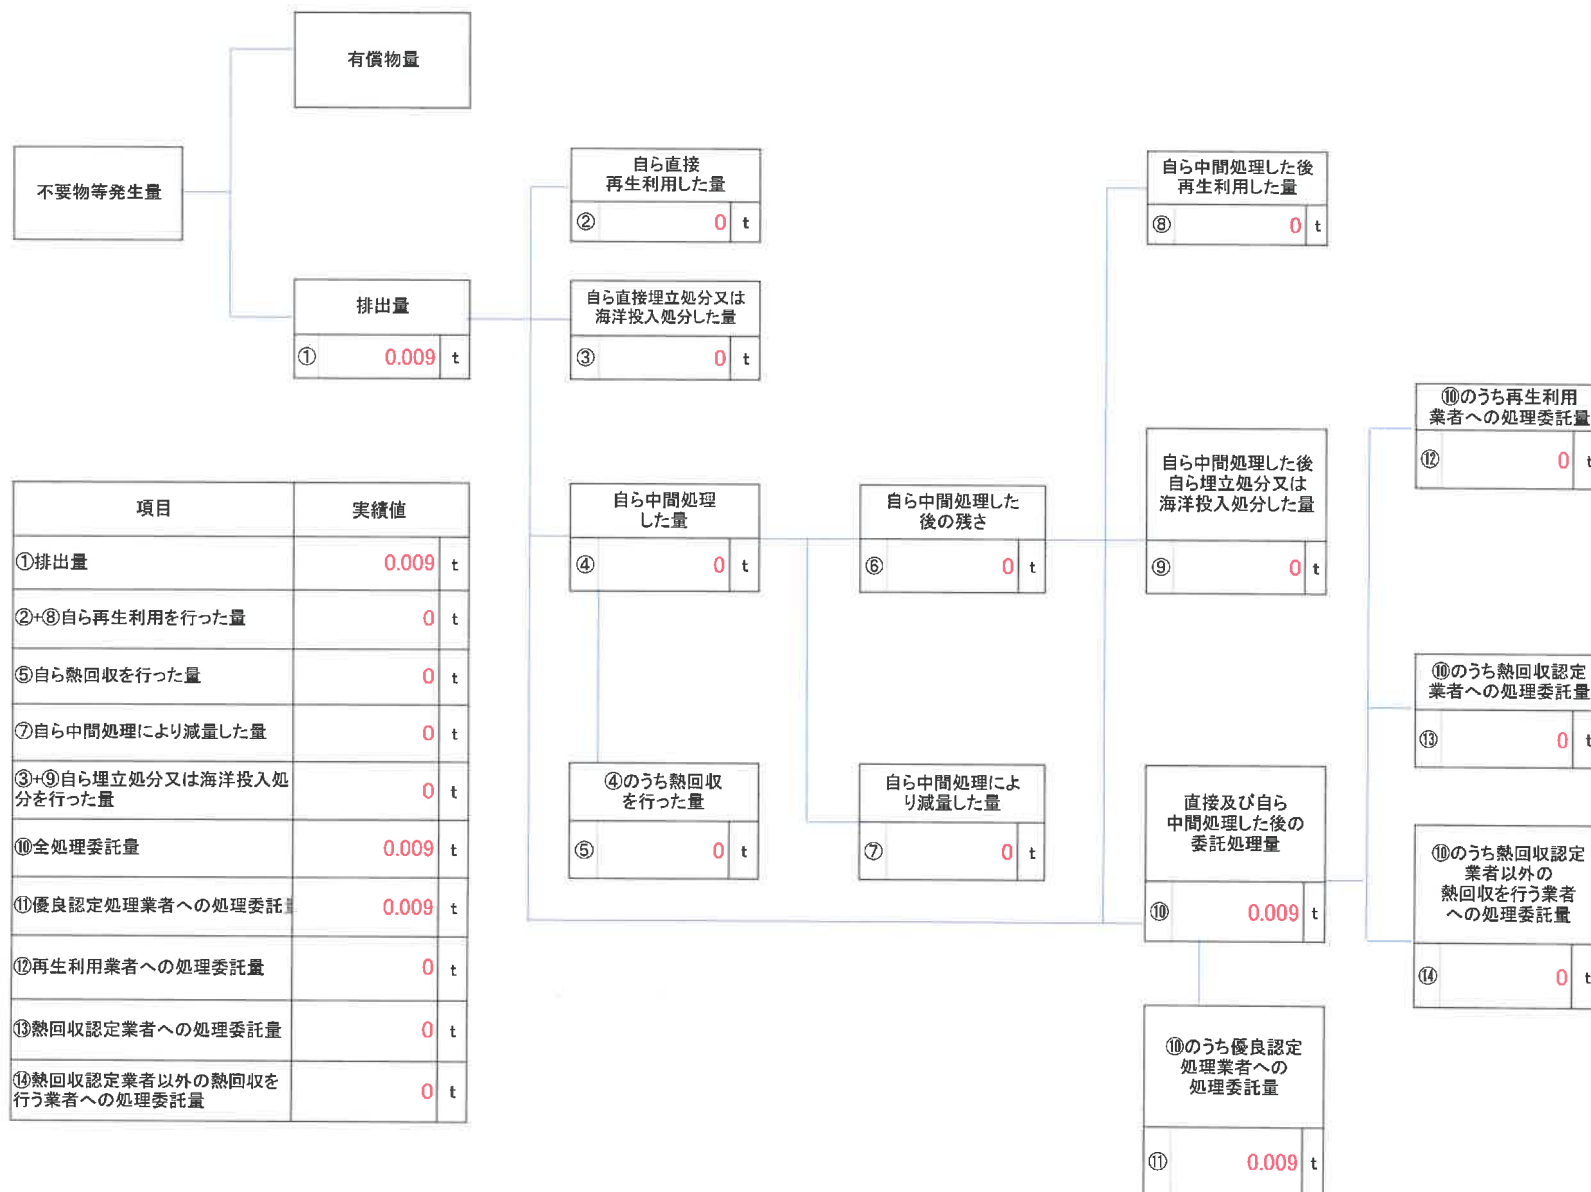 有償物量
不要物等発生量
排出量
① 0.009 t
自ら直接
再生利用した量
② 0 t
自ら直接埋立処分又は
海洋投入処分した量
③ 0 t
自ら中間処理
した量
④ 0 t
④のうち熱回収
を行った量
⑤ 0 t
自ら中間処理した
後の残さ
⑥ 0 t
自ら中間処理によ
り減量した量
⑦ 0 t
自ら中間処理した後
再生利用した量
⑧ 0 t
自ら中間処理した後
自ら埋立処分又は
海洋投入処分した量
⑨ 0 t
直接及び自ら
中間処理した後の
委託処理量
⑩ 0.009 t
⑩のうち優良認定
処理業者への
処理委託量
⑪ 0.009 t
⑩のうち再生利用
業者への処理委託量
⑫ 0 t
⑩のうち熱回収認定
業者への処理委託量
⑬ 0 t
⑩のうち熱回収認定
業者以外の
熱回収を行う業者
への処理委託量
⑭ 0 t
項目 実績値
①排出量 0.009 t
②+⑧自ら再生利用を行った量 0 t
⑤自ら熱回収を行った量 0 t
⑦自ら中間処理により減量した量 0 t
③+⑨自ら埋立処分又は海洋投入処
分を行った量 0 t
⑩全処理委託量 0.009 t
⑪優良認定処理業者への処理委託 0.009 t
⑫再生利用業者への処理委託量 0 t
⑬熱回収認定業者への処理委託量 0 t
⑭熱回収認定業者以外の熱回収を
行う業者への処理委託量 0 t